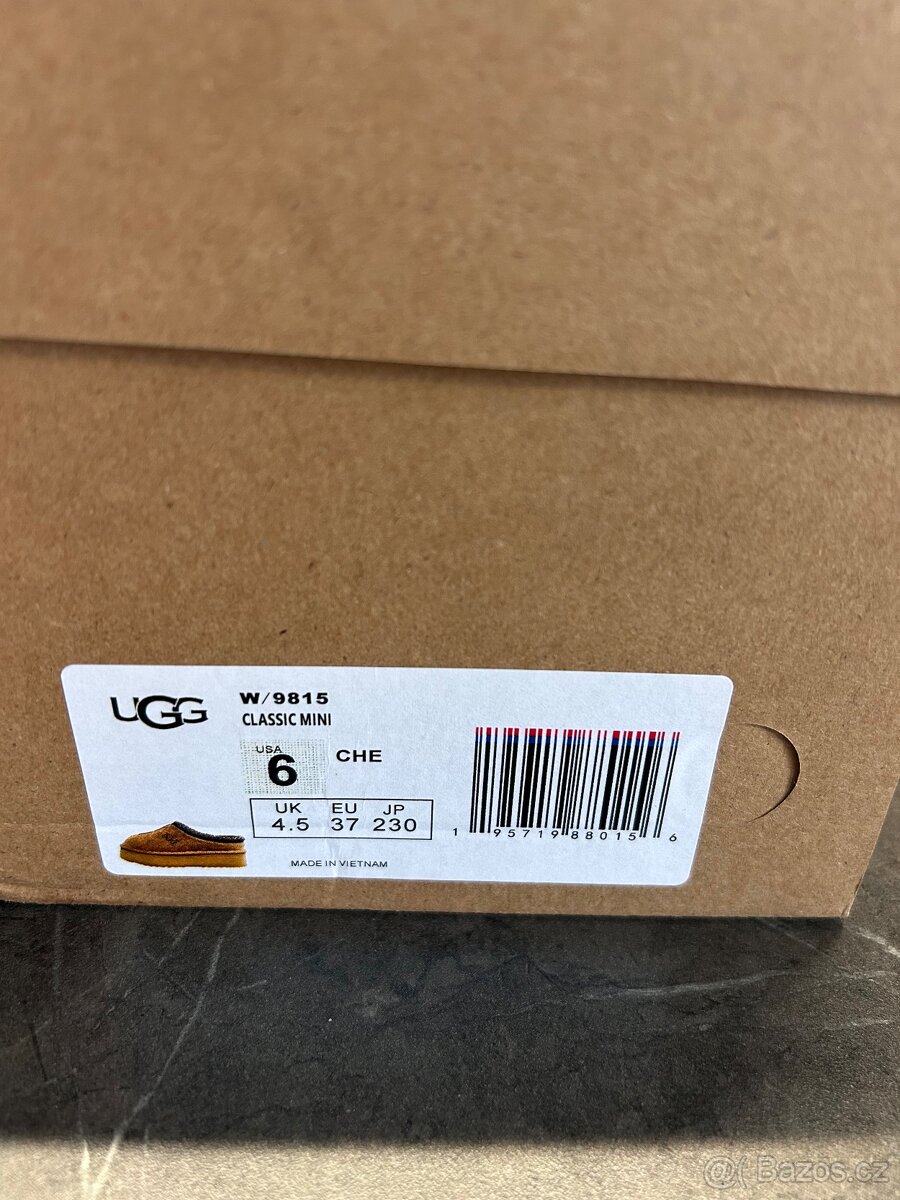 UGG
W/9815
CLASSIC MINI
USA
6
CHE
UK EU JP
4.5 37 230
MADE IN VIETNAM
1 95719 88015 6
@( Bazos.cz